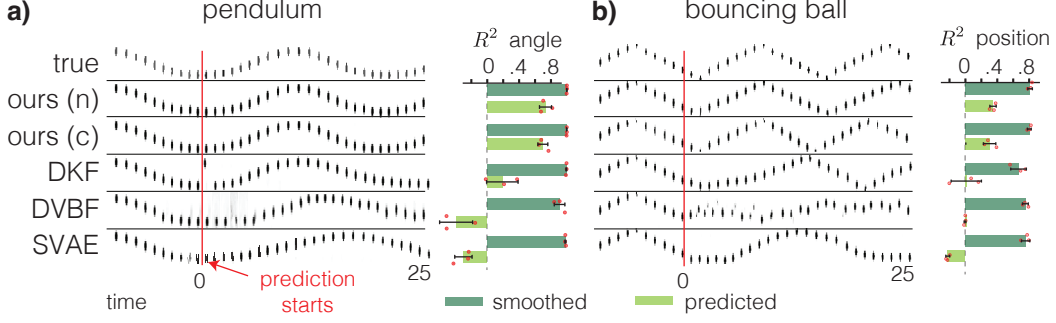 a) pendulum
R² angle
0 .4 .8
b) bouncing ball
R² position
0 .4 .8
true
ours (n)
ours (c)
DKF
DVBF
SVAE
0 25
0 25
time
prediction
starts
smoothed
predicted